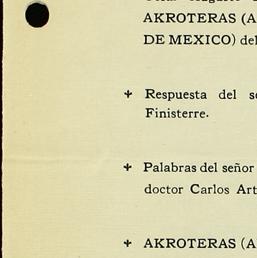 AKROTERAS (A
DE MEXICO) del
+ Respuesta del s
Finisterre.
+ Palabras del señor
doctor Carlos Art
+ AKROTERAS (A